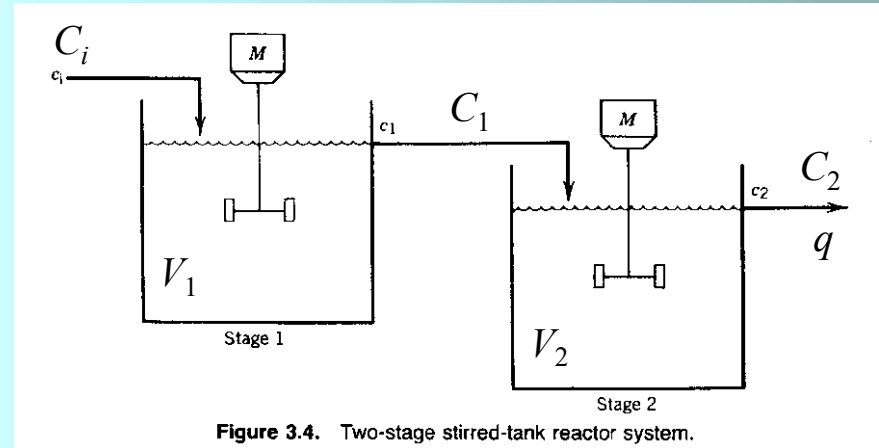 C_i
c_i
M
c_1
C_1
M
C_2
c_2
q
V_1
Stage 1
V_2
Stage 2
Figure 3.4. Two-stage stirred-tank reactor system.